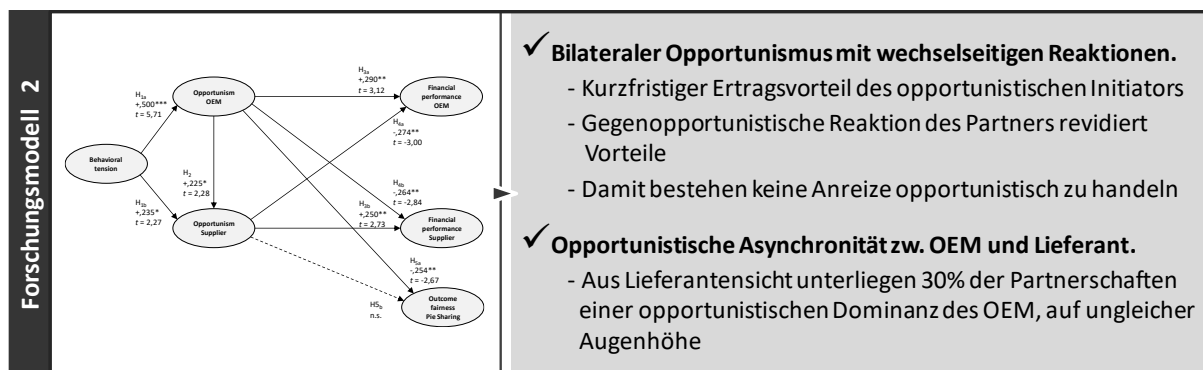 Forschungsmodell 2
H1a
+,500***
t = 5,71
Opportunism
OEM
H3a
+,290**
t = 3,12
Financial
performance
OEM
H4a
-,274**
t = -3,00
Behavioral
tension
H2
+,225*
t = 2,28
H1b
+,235*
t = 2,27
Opportunism
Supplier
H4b
-,264**
t = -2,84
H3b
+,250**
t = 2,73
Financial
performance
Supplier
H5a
-,254**
t = -2,67
H5b
n.s.
Outcome
fairness
Pie Sharing
✓ Bilateraler Opportunismus mit wechselseitigen Reaktionen.
- Kurzfristiger Ertragsvorteil des opportunistischen Initiators
- Gegenopportunistische Reaktion des Partners revidiert
Vorteile
- Damit bestehen keine Anreize opportunistisch zu handeln
✓ Opportunistische Asynchronität zw. OEM und Lieferant.
- Aus Lieferantensicht unterliegen 30% der Partnerschaften
einer opportunistischen Dominanz des OEM, auf ungleicher
Augenhöhe